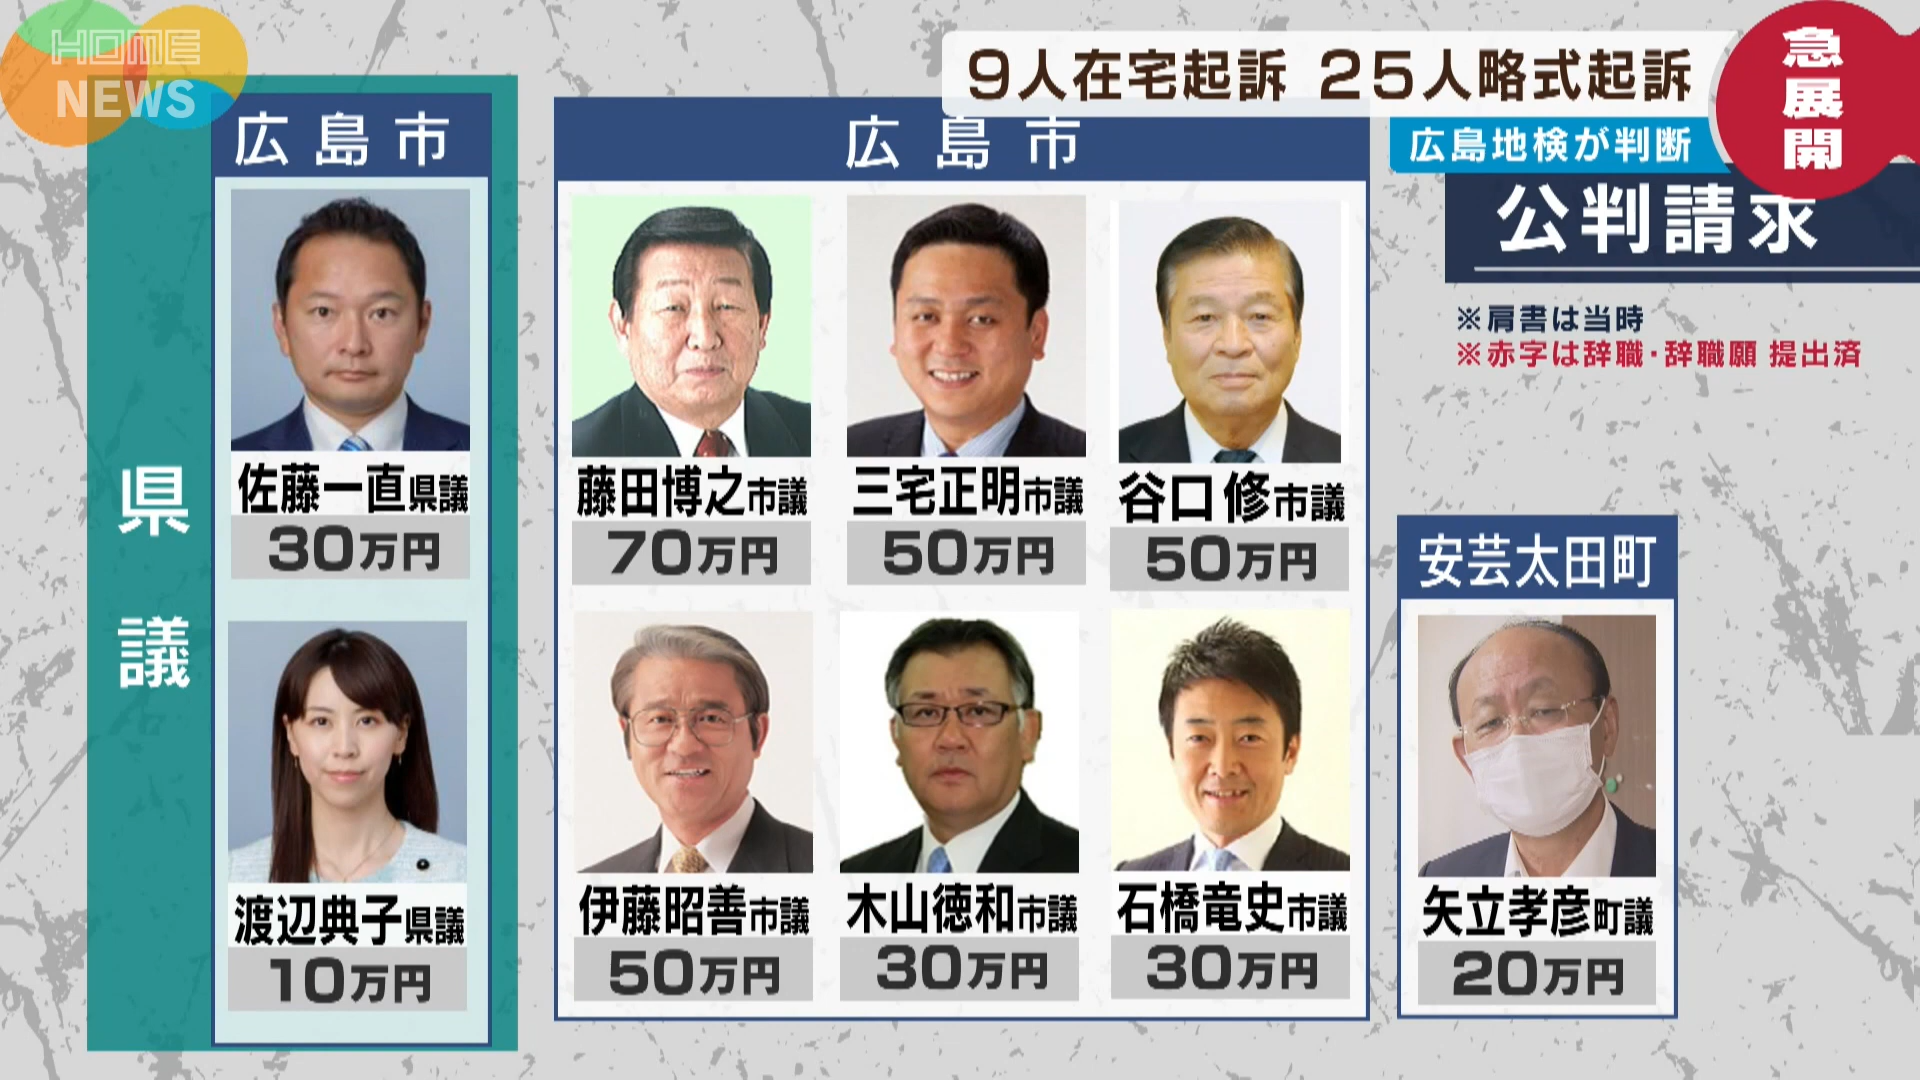 HOME
NEWS
9人在宅起訴 25人略式起訴
急展開
広島地検が判断
公判請求
※肩書は当時
※赤字は辞職・辞職願 提出済
県議
広島市
佐藤一直県議
30万円
渡辺典子県議
10万円
広島市
藤田博之市議
70万円
三宅正明市議
50万円
谷口修市議
50万円
伊藤昭善市議
50万円
木山徳和市議
30万円
石橋竜史市議
30万円
安芸太田町
矢立孝彦町議
20万円